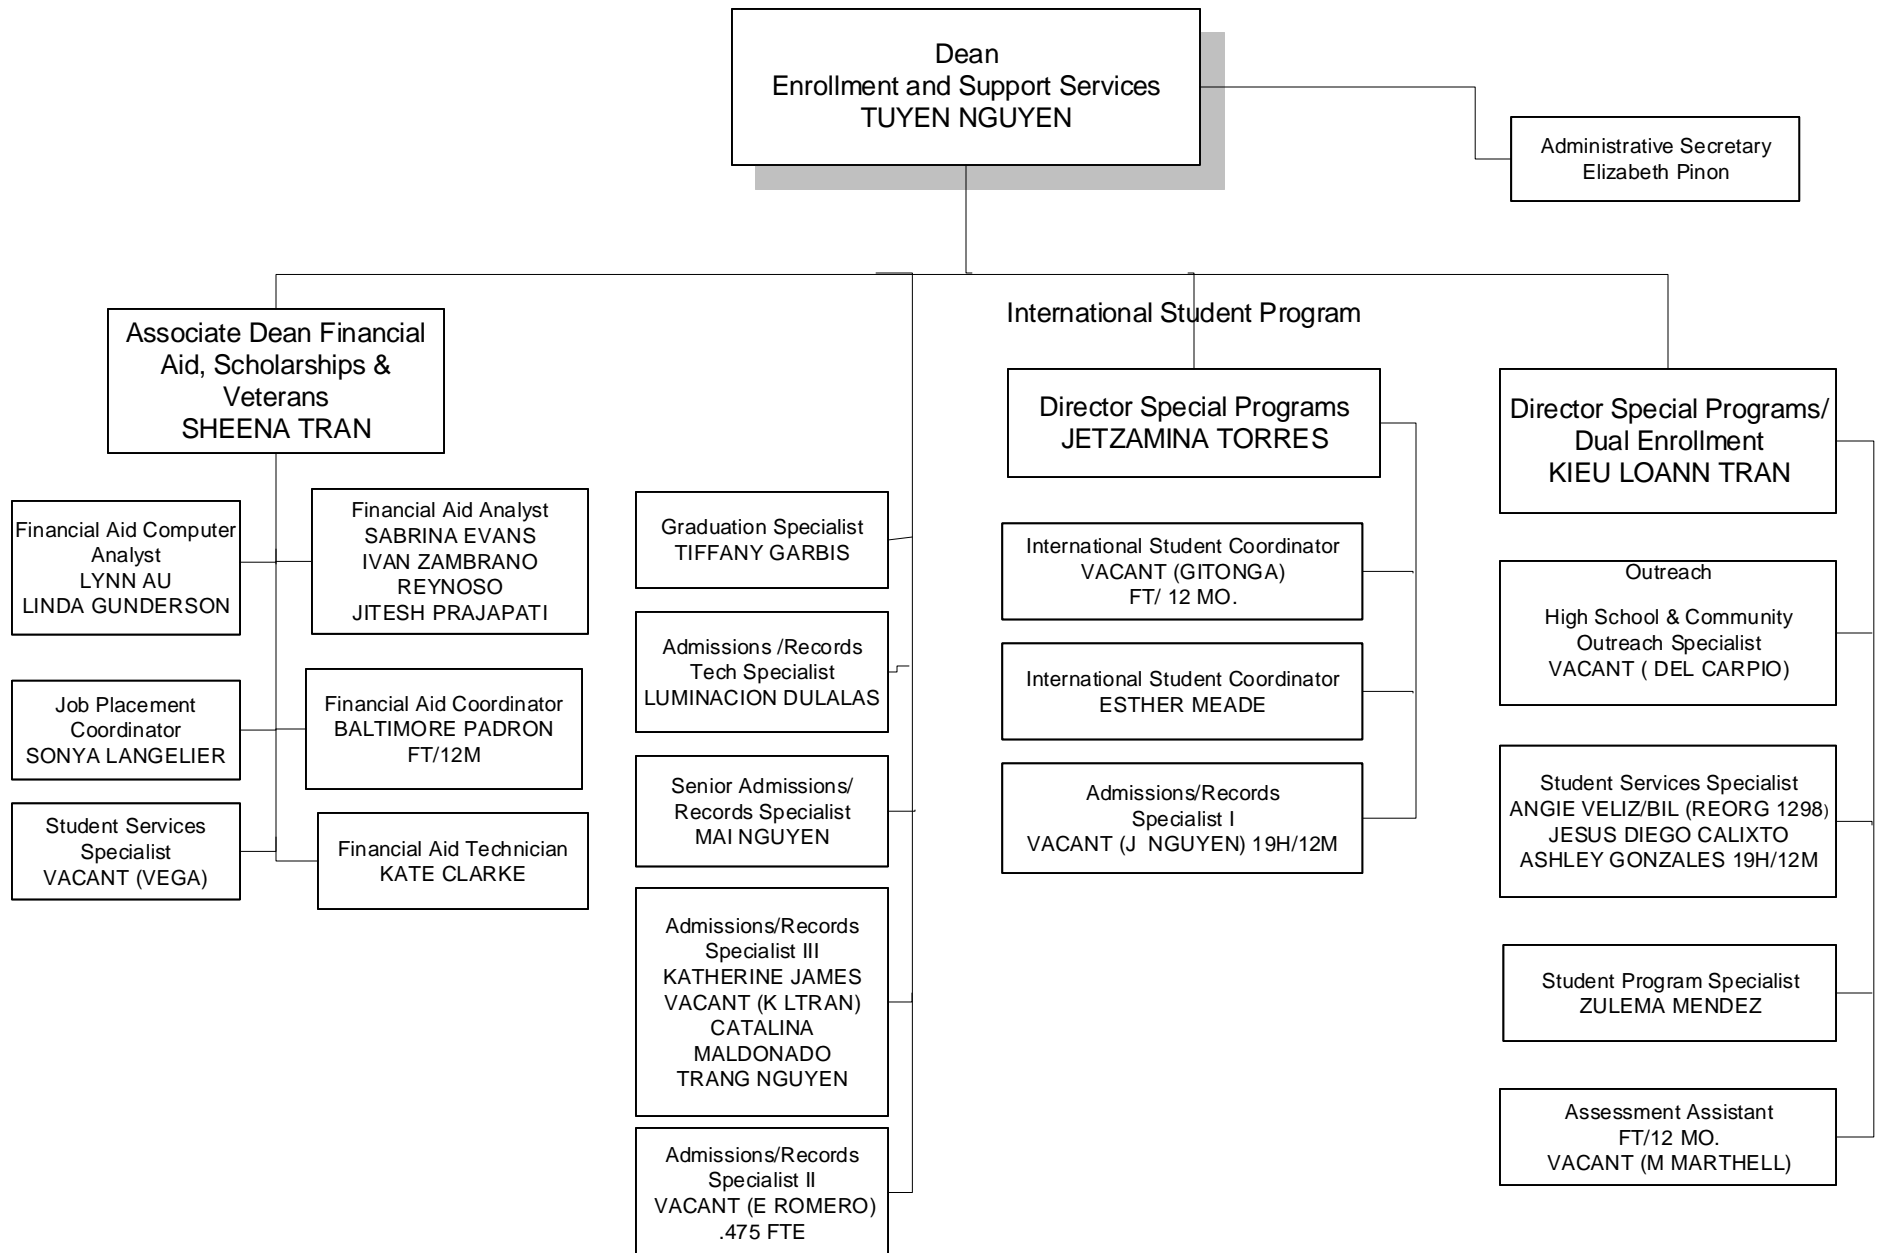 Dean
Enrollment and Support Services
TUYEN NGUYEN
Administrative Secretary
Elizabeth Pinon
Associate Dean Financial
Aid, Scholarships &
Veterans
SHEENA TRAN
Financial Aid Computer
Analyst
LYNN AU
LINDA GUNDERSON
Financial Aid Analyst
SABRINA EVANS
IVAN ZAMBRANO
REYNOSO
JITESH PRAJAPATI
Job Placement
Coordinator
SONYA LANGELIER
Financial Aid Coordinator
BALTIMORE PADRON
FT/12M
Student Services
Specialist
VACANT (VEGA)
Financial Aid Technician
KATE CLARKE
Graduation Specialist
TIFFANY GARBIS
Admissions /Records
Tech Specialist
LUMINACION DULALAS
Senior Admissions/
Records Specialist
MAI NGUYEN
Admissions/Records
Specialist III
KATHERINE JAMES
VACANT (K LTRAN)
CATALINA
MALDONADO
TRANG NGUYEN
Admissions/Records
Specialist II
VACANT (E ROMERO)
.475 FTE
International Student Program
Director Special Programs
JETZAMINA TORRES
International Student Coordinator
VACANT (GITONGA)
FT/ 12 MO.
International Student Coordinator
ESTHER MEADE
Admissions/Records
Specialist I
VACANT (J NGUYEN) 19H/12M
Director Special Programs/
Dual Enrollment
KIEU LOANN TRAN
Outreach
High School & Community
Outreach Specialist
VACANT ( DEL CARPIO)
Student Services Specialist
ANGIE VELIZ/BIL (REORG 1298)
JESUS DIEGO CALIXTO
ASHLEY GONZALES 19H/12M
Student Program Specialist
ZULEMA MENDEZ
Assessment Assistant
FT/12 MO.
VACANT (M MARTHELL)